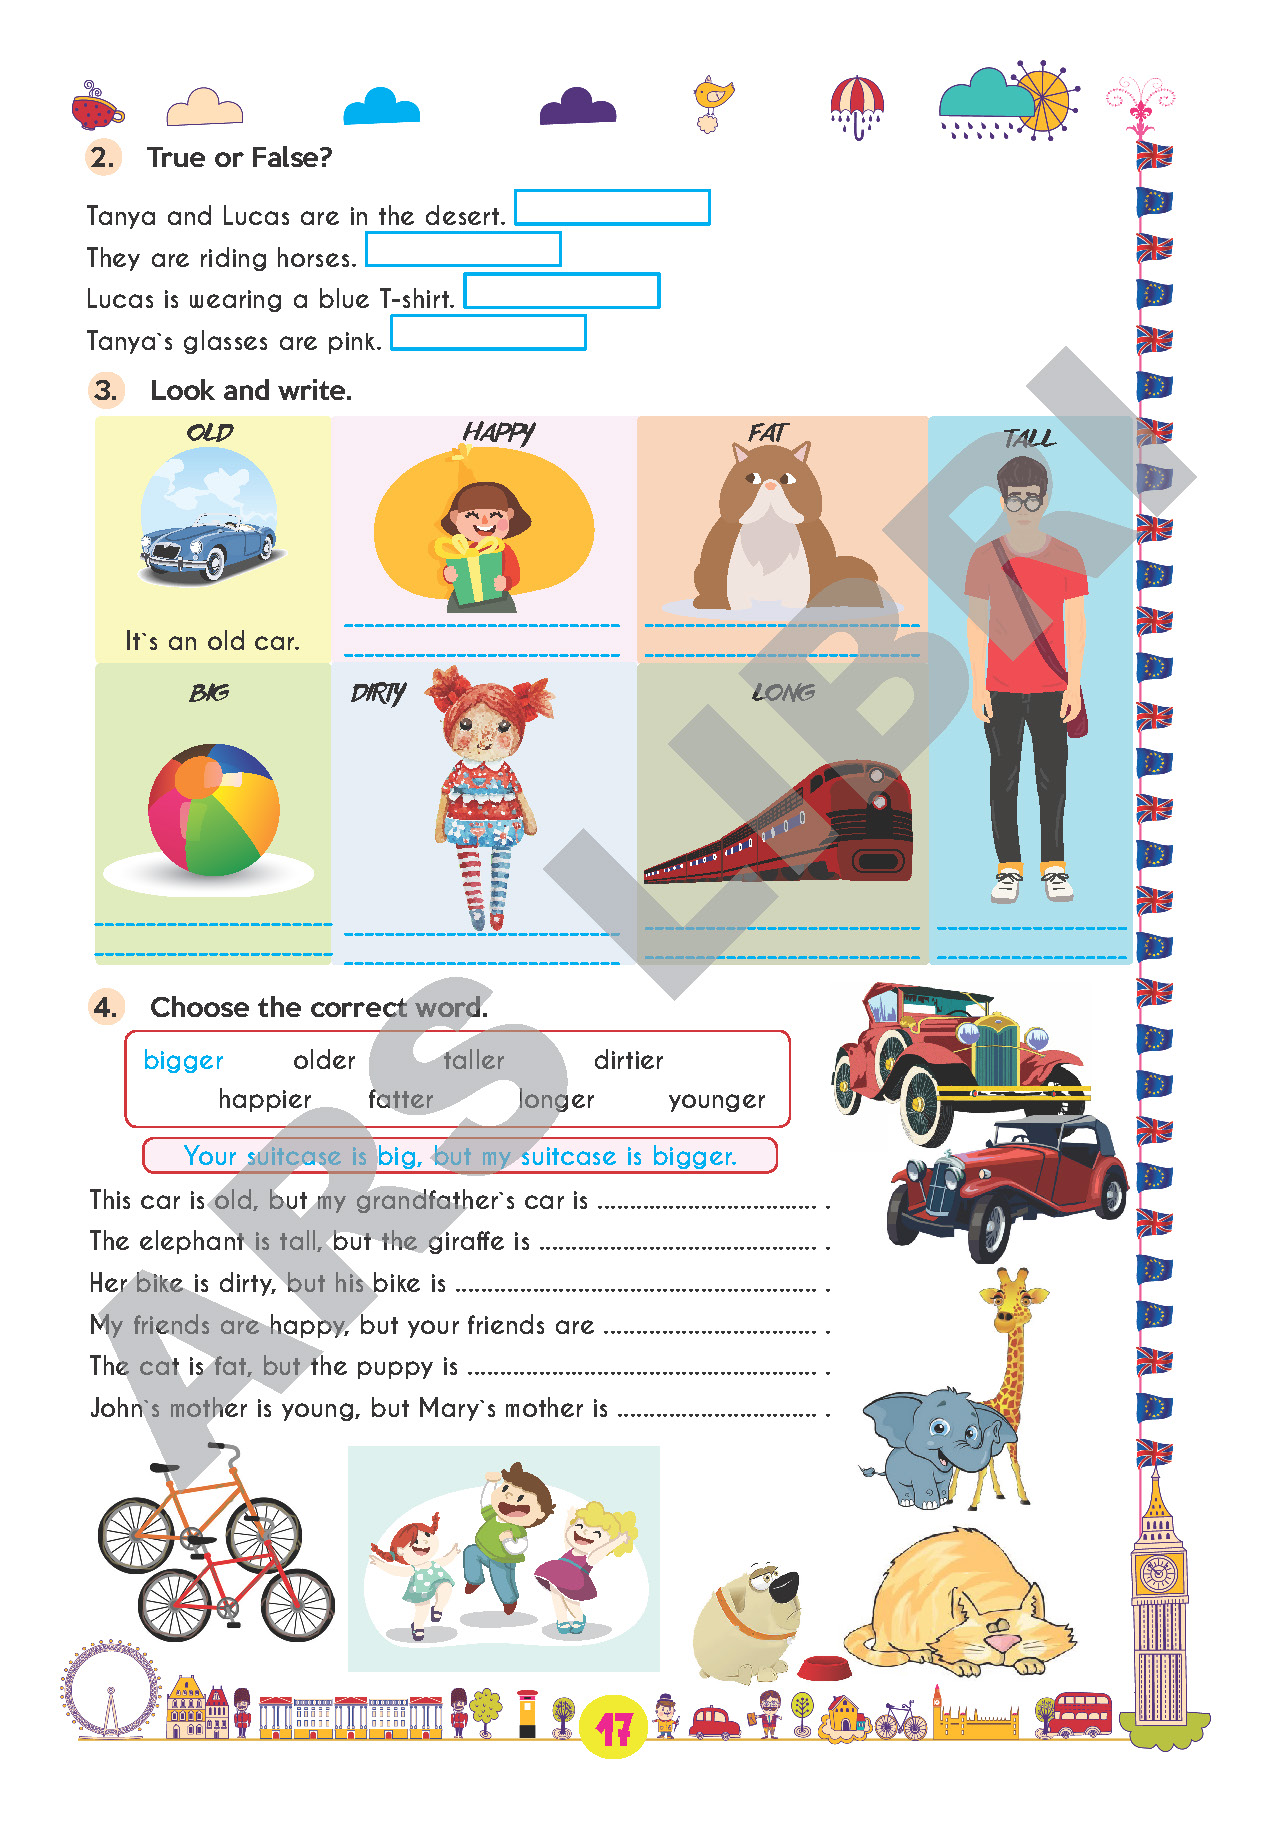 2. True or False?
Tanya and Lucas are in the desert.
They are riding horses.
Lucas is wearing a blue T-shirt.
Tanya`s glasses are pink.
3. Look and write.
OLD HAPPY FAT TALL
It`s an old car.
BIG DIRTY LONG
4. Choose the correct word.
bigger older taller dirtier
happier fatter longer younger
Your suitcase is big, but my suitcase is bigger.
This car is old, but my grandfather`s car is .................................. .
The elephant is tall, but the giraffe is ........................................... .
Her bike is dirty, but his bike is ........................................................ .
My friends are happy, but your friends are ................................. .
The cat is fat, but the puppy is ...................................................... .
John`s mother is young, but Mary`s mother is ............................... .
17
ARS LIBRI